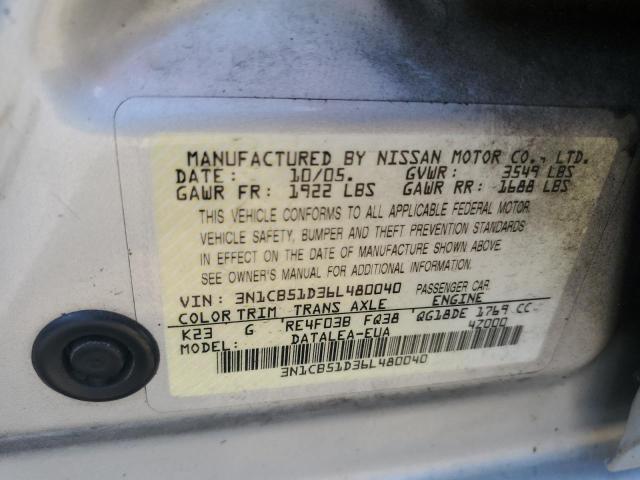 MANUFACTURED BY NISSAN MOTOR CO., LTD.
DATE: 10/05. GVWR: 3549 LBS
GAWR FR: 1922 LBS GAWR RR: 1688 LBS
THIS VEHICLE CONFORMS TO ALL APPLICABLE FEDERAL MOTOR
VEHICLE SAFETY, BUMPER AND THEFT PREVENTION STANDARDS
IN EFFECT ON THE DATE OF MANUFACTURE SHOWN ABOVE.
SEE OWNER'S MANUAL FOR ADDITIONAL INFORMATION.
VIN: 3N1CB51D36L480040 PASSENGER CAR
COLOR TRIM TRANS AXLE ENGINE
K23 G RE4F03B FQ38 QG18DE 1769 CC
MODEL: DATALEA-EUA 47000
3N1CB51D36L480040